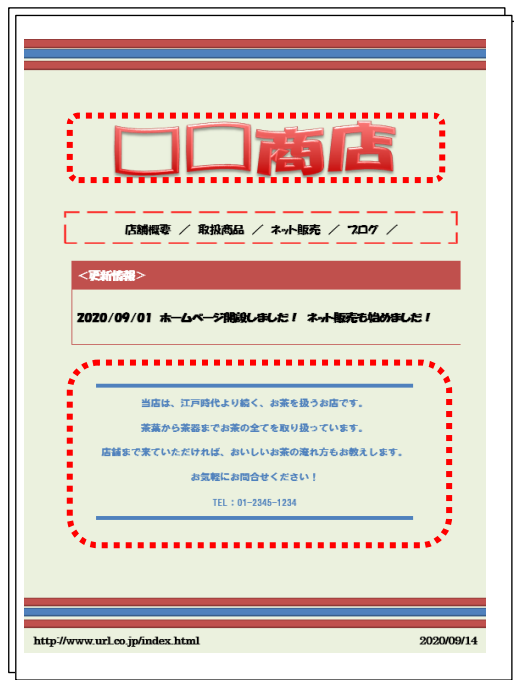 □□商店
店舗概要 ／ 取扱商品 ／ ネット販売 ／ ブログ ／
＜更新情報＞
2020/09/01 ホームページ開設しました！ ネット販売も始めました！
当店は、江戸時代より続く、お茶を扱うお店です。
茶葉から茶器までお茶の全てを取り扱っています。
店舗まで来ていただければ、おいしいお茶の淹れ方もお教えします。
お気軽にお問合せください！
TEL：01-2345-1234
http://www.url.co.jp/index.html 2020/09/14